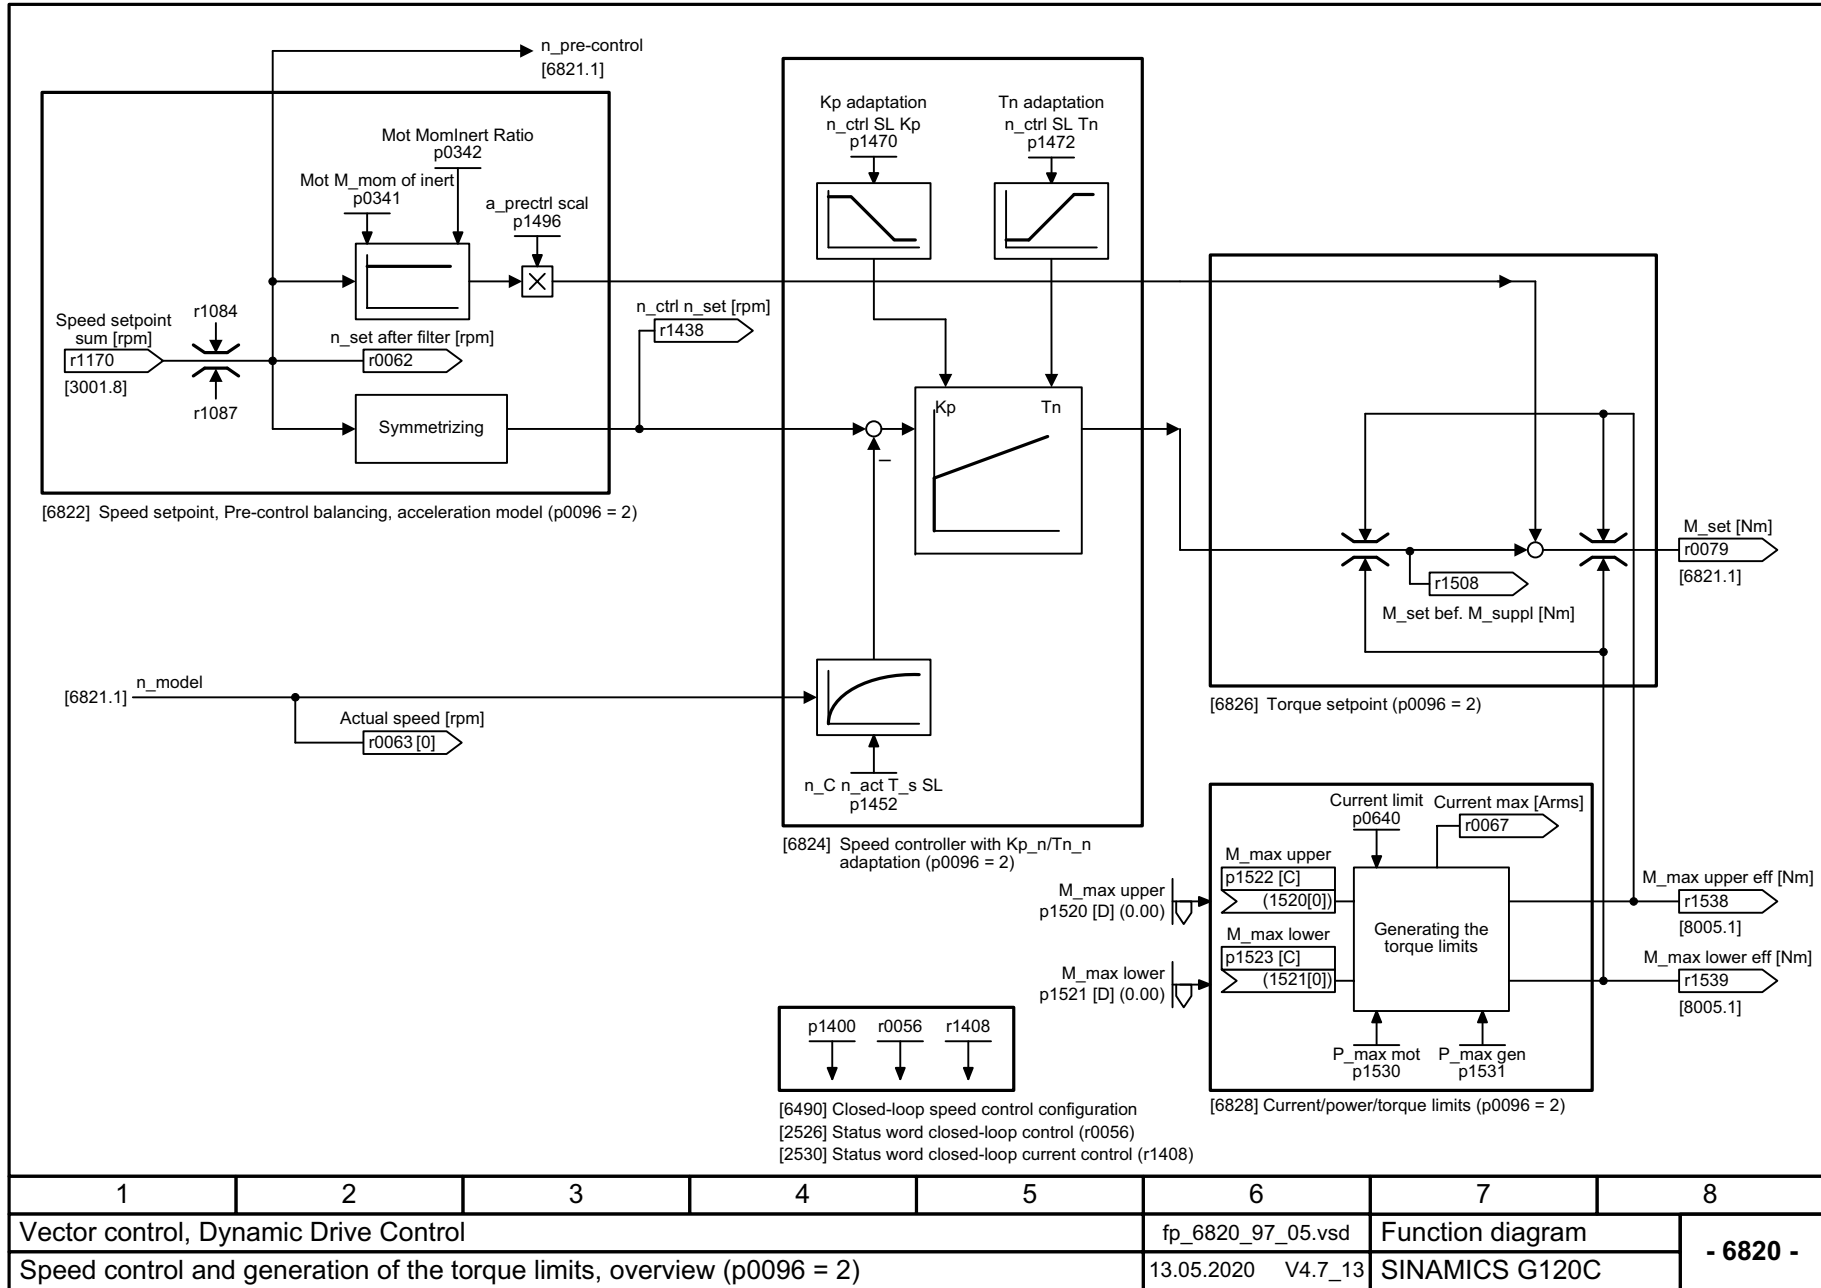 n_pre-control
[6821.1]
Mot MomInert Ratio
p0342
Mot M_mom of inert
p0341
a_prectrl scal
p1496
Speed setpoint
sum [rpm]
r1170
[3001.8]
r1084
r1087
n_set after filter [rpm]
r0062
Symmetrizing
[6822] Speed setpoint, Pre-control balancing, acceleration model (p0096 = 2)
n_ctrl n_set [rpm]
r1438
Kp adaptation
n_ctrl SL Kp
p1470
Tn adaptation
n_ctrl SL Tn
p1472
Kp
Tn
–
[6821.1]
n_model
Actual speed [rpm]
r0063 [0]
n_C n_act T_s SL
p1452
[6824] Speed controller with Kp_n/Tn_n
adaptation (p0096 = 2)
r1508
M_set bef. M_suppl [Nm]
M_set [Nm]
r0079
[6821.1]
[6826] Torque setpoint (p0096 = 2)
Current limit
p0640
Current max [Arms]
r0067
M_max upper
p1520 [D] (0.00)
M_max upper
p1522 [C]
(1520[0])
M_max lower
p1521 [D] (0.00)
M_max lower
p1523 [C]
(1521[0])
Generating the
torque limits
M_max upper eff [Nm]
r1538
[8005.1]
M_max lower eff [Nm]
r1539
[8005.1]
P_max mot
p1530
P_max gen
p1531
[6828] Current/power/torque limits (p0096 = 2)
p1400 r0056 r1408
[6490] Closed-loop speed control configuration
[2526] Status word closed-loop control (r0056)
[2530] Status word closed-loop current control (r1408)
1 2 3 4 5 6 7 8
Vector control, Dynamic Drive Control
fp_6820_97_05.vsd
Function diagram
- 6820 -
Speed control and generation of the torque limits, overview (p0096 = 2)
13.05.2020 V4.7_13
SINAMICS G120C